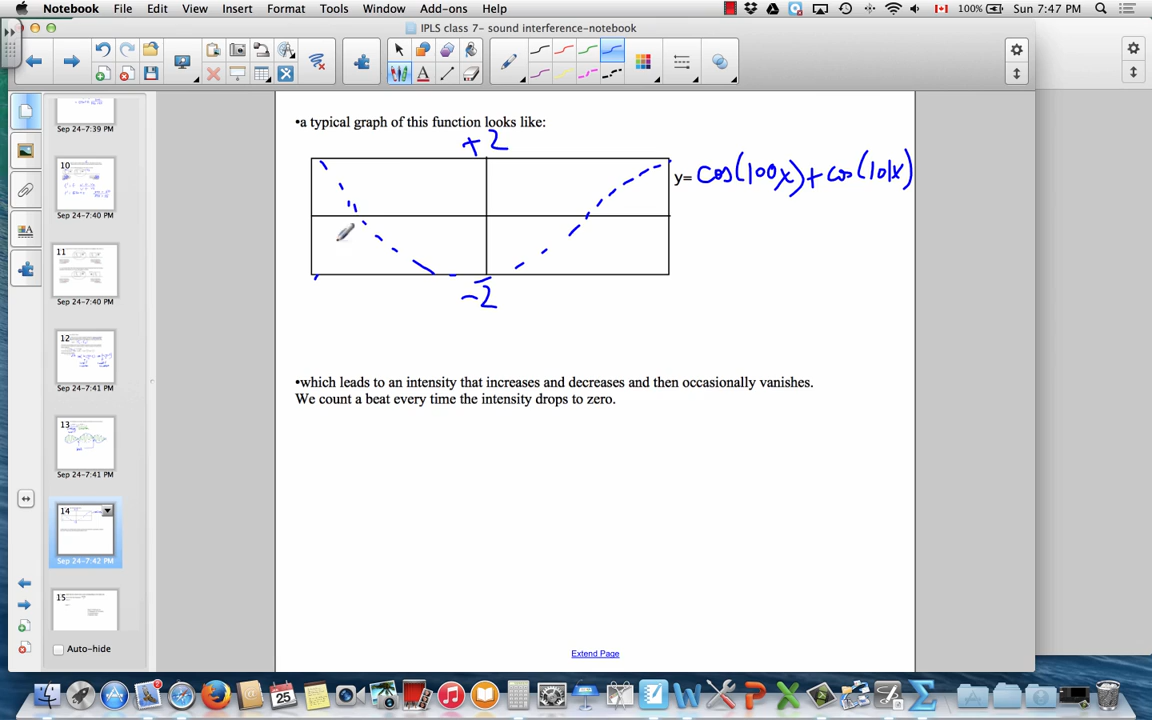 Notebook File Edit View Insert Format Tools Window Add-ons Help 100% Sun 7:47 PM
IPLS class 7- sound interference-notebook
A
•a typical graph of this function looks like:
+2
y= cos(100x)+cos(101x)
-2
•which leads to an intensity that increases and decreases and then occasionally vanishes.
We count a beat every time the intensity drops to zero.
Extend Page
Sep 24-7:39 PM
10
Sep 24-7:40 PM
11
Sep 24-7:40 PM
12
Sep 24-7:41 PM
13
Sep 24-7:41 PM
14
Sep 24-7:42 PM
15
Auto-hide